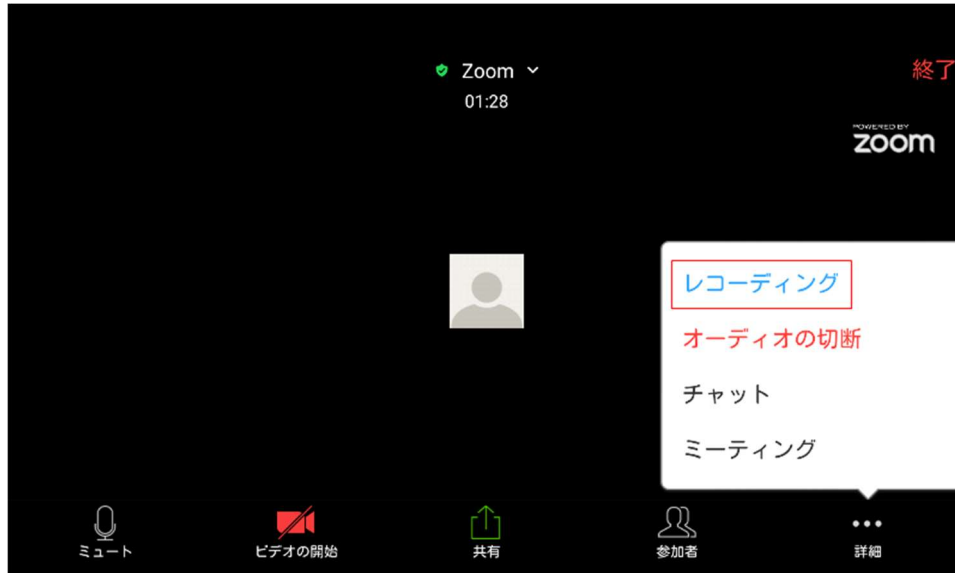 Zoom
01:28
終了
POWERED BY
zoom
レコーディング
オーディオの切断
チャット
ミーティング
ミュート
ビデオの開始
共有
参加者
詳細